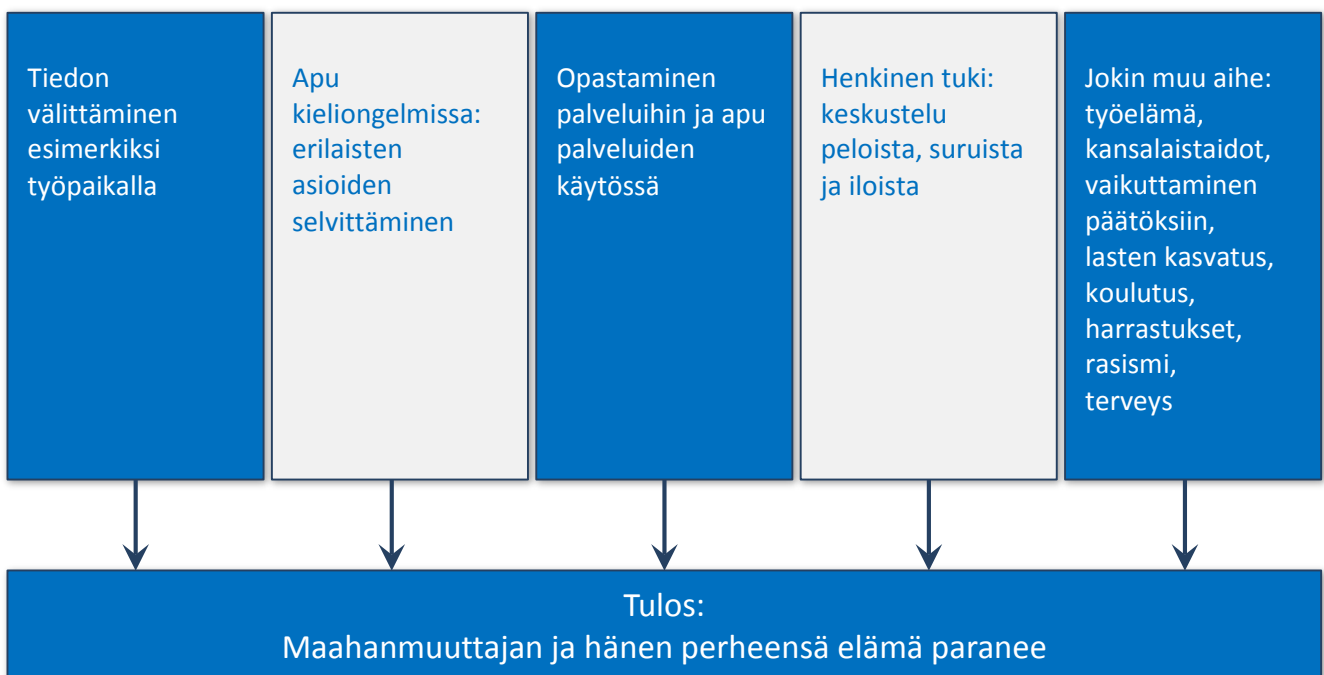 Tiedon
välittäminen
esimerkiksi
työpaikalla
Apu
kieliongelmissa:
erilaisten
asioiden
selvittäminen
Opastaminen
palveluihin ja apu
palveluiden
käytössä
Henkinen tuki:
keskustelu
peloista, suruista
ja iloista
Jokin muu aihe:
työelämä,
kansalaistaidot,
vaikuttaminen
päätöksiin,
lasten kasvatus,
koulutus,
harrastukset,
rasismi,
terveys
Tulos:
Maahanmuuttajan ja hänen perheensä elämä paranee